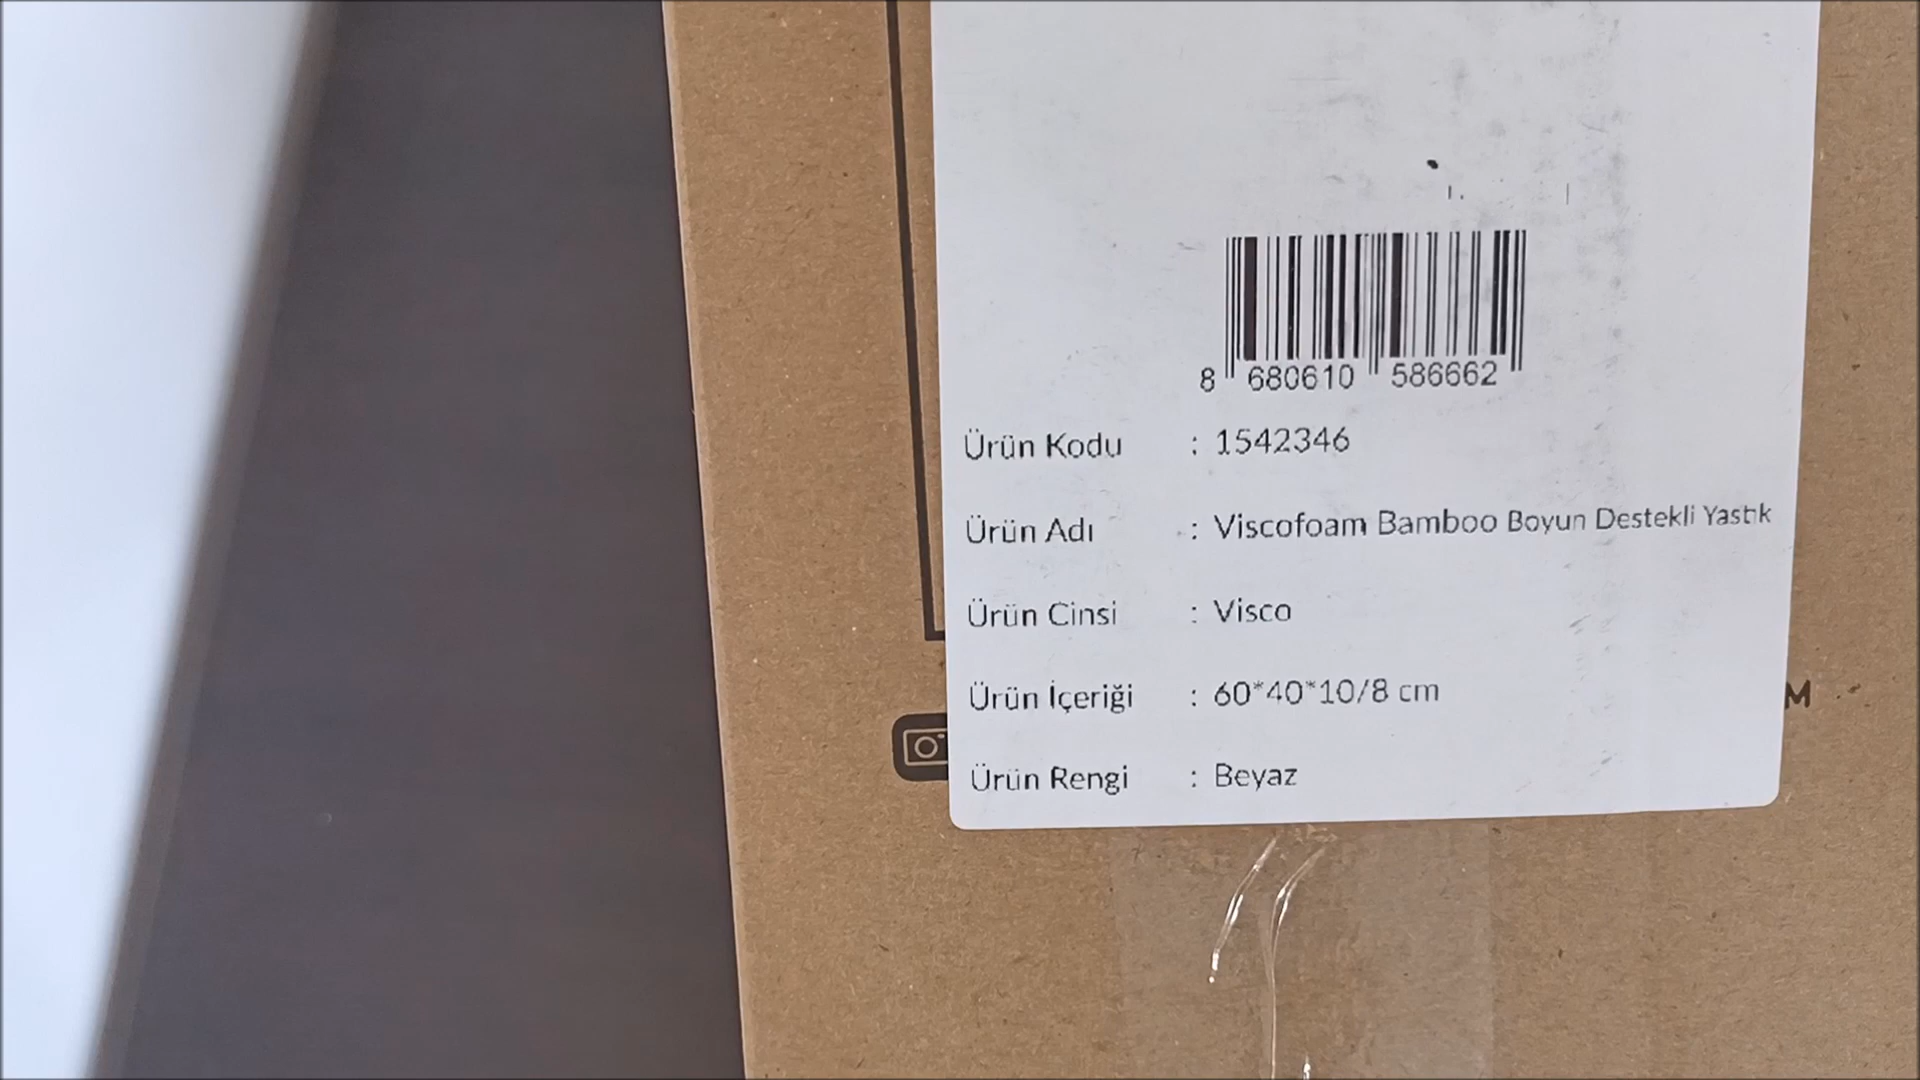 8 680610 586662
Ürün Kodu : 1542346
Ürün Adı : Viscofoam Bamboo Boyun Destekli Yastık
Ürün Cinsi : Visco
Ürün İçeriği : 60*40*10/8 cm
M
Ürün Rengi : Beyaz